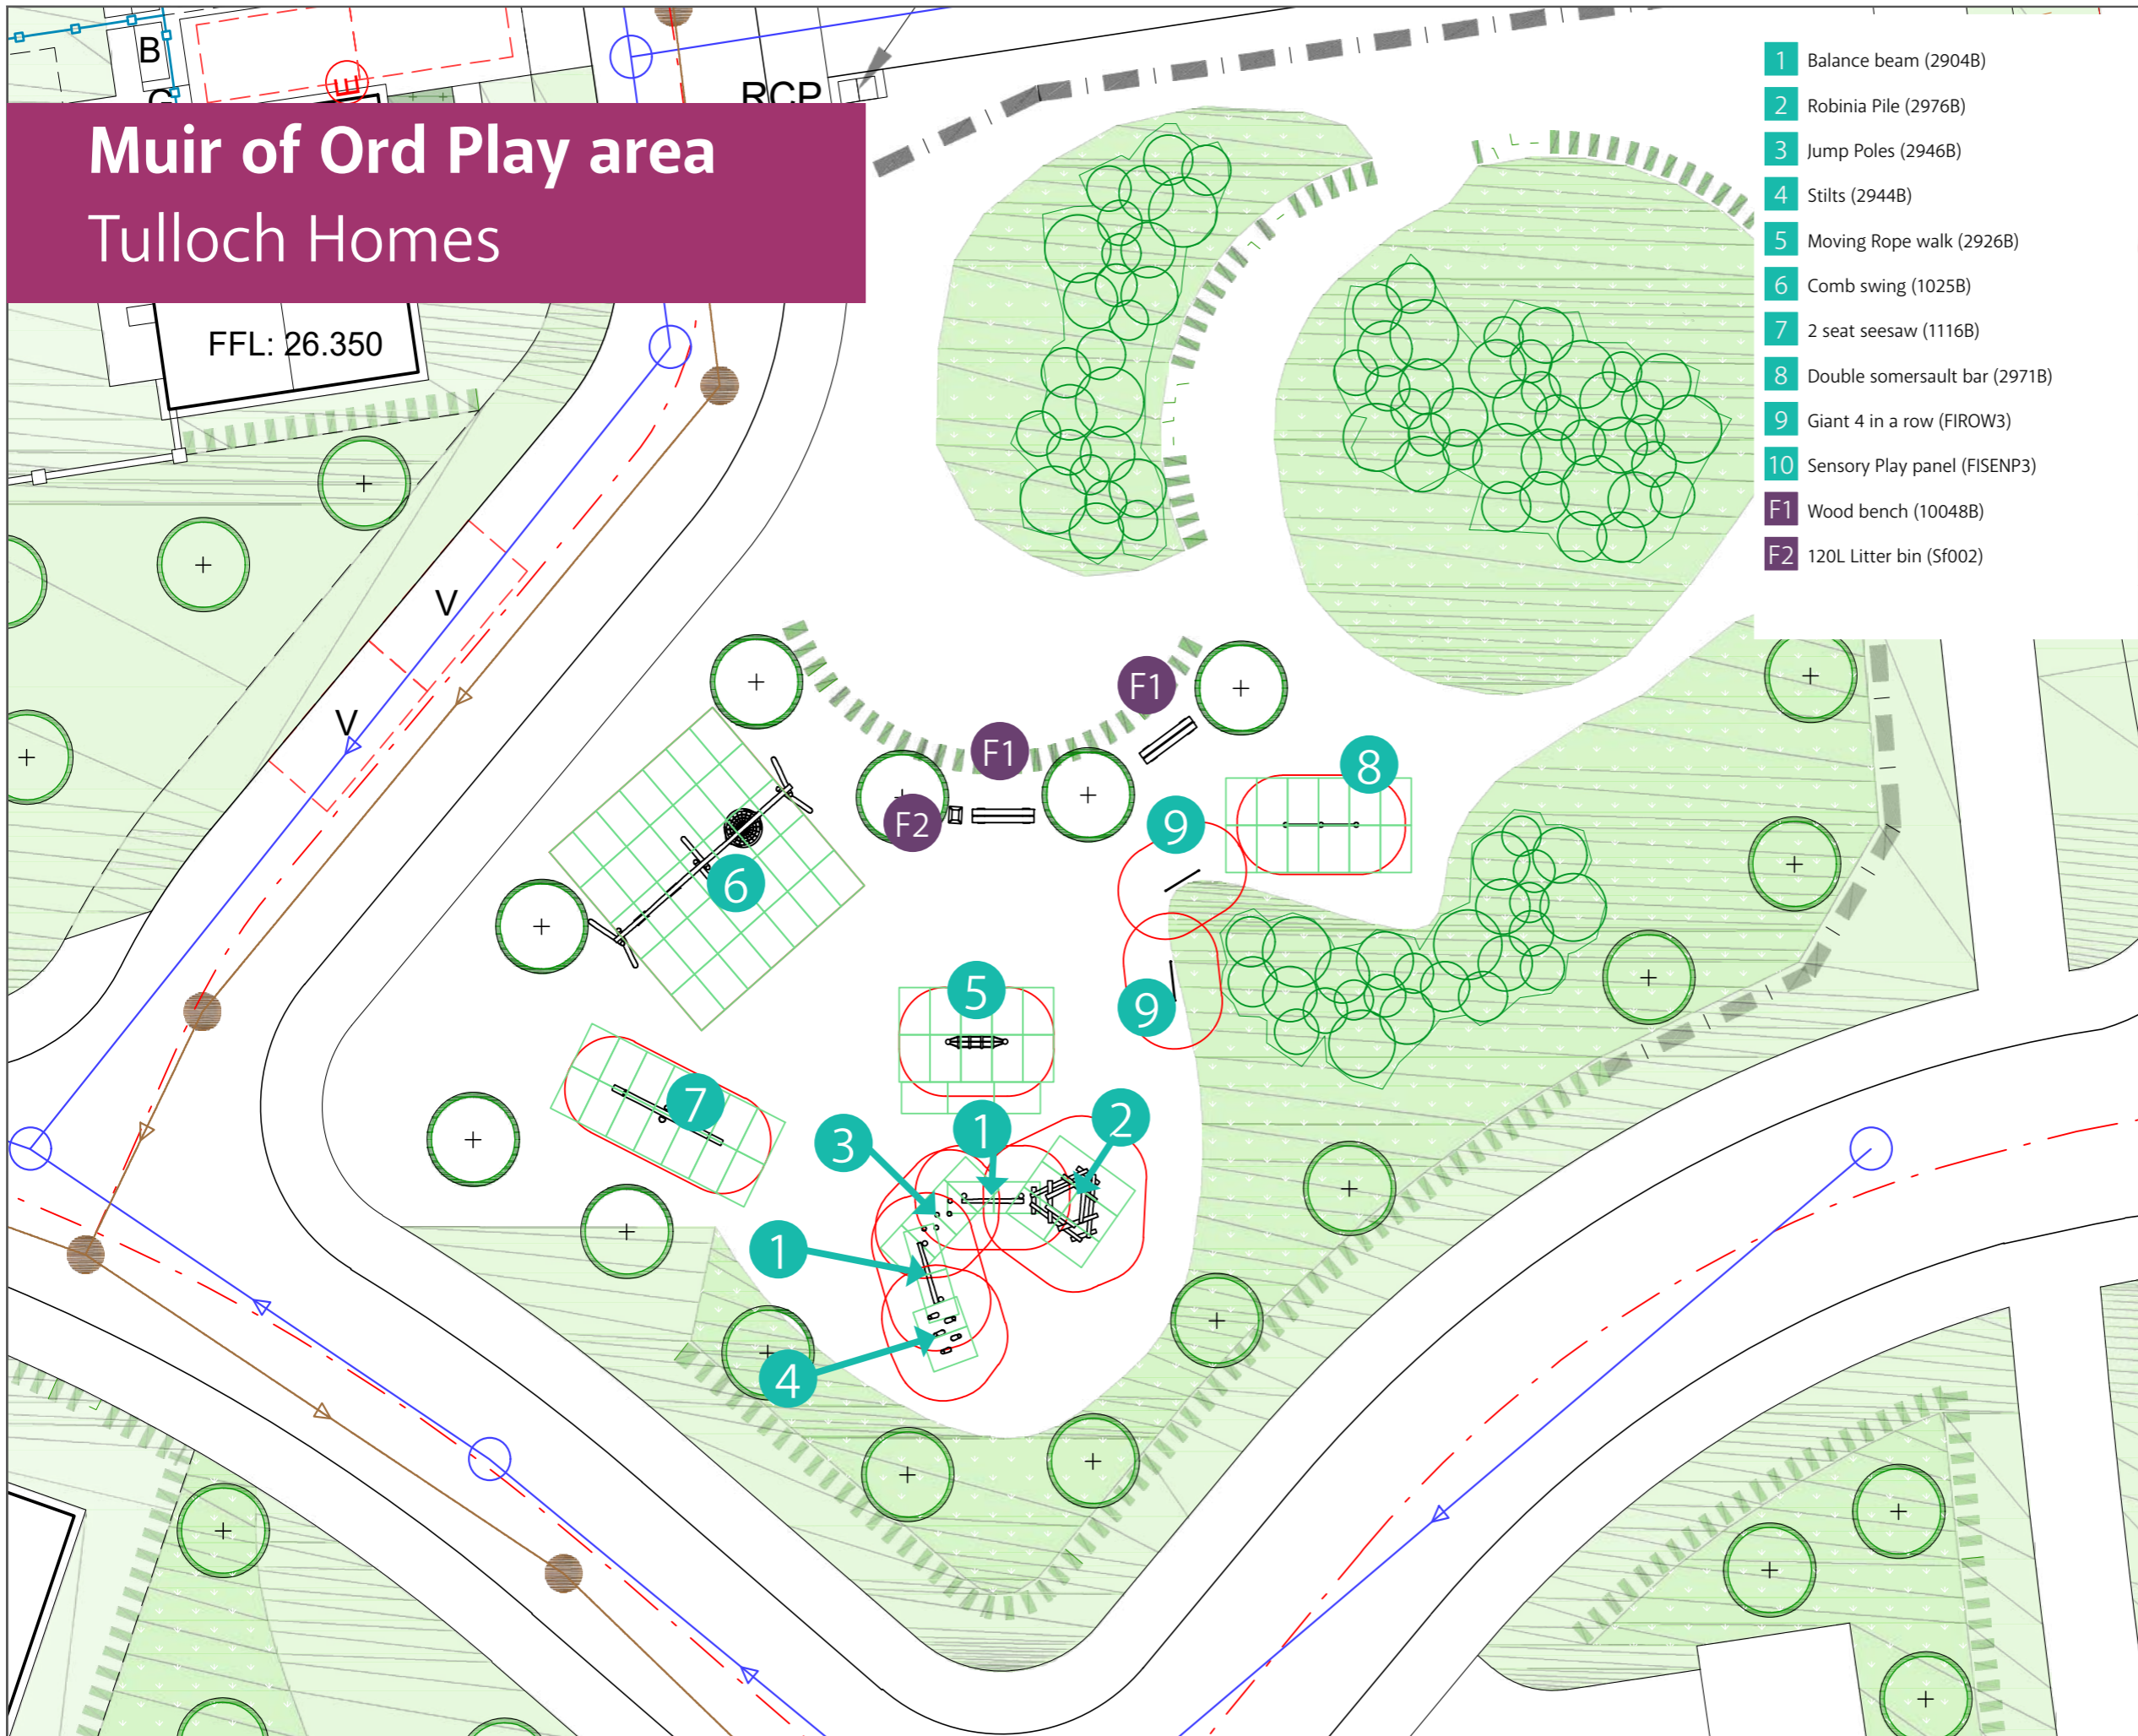 B
G
E
RCP
Muir of Ord Play area
Tulloch Homes
FFL: 26.350
V
V
1 Balance beam (2904B)
2 Robinia Pile (2976B)
3 Jump Poles (2946B)
4 Stilts (2944B)
5 Moving Rope walk (2926B)
6 Comb swing (1025B)
7 2 seat seesaw (1116B)
8 Double somersault bar (2971B)
9 Giant 4 in a row (FIROW3)
10 Sensory Play panel (FISENP3)
F1 Wood bench (10048B)
F2 120L Litter bin (Sf002)
F1
F1
8
F2
9
6
5
9
7
3
1
2
1
4